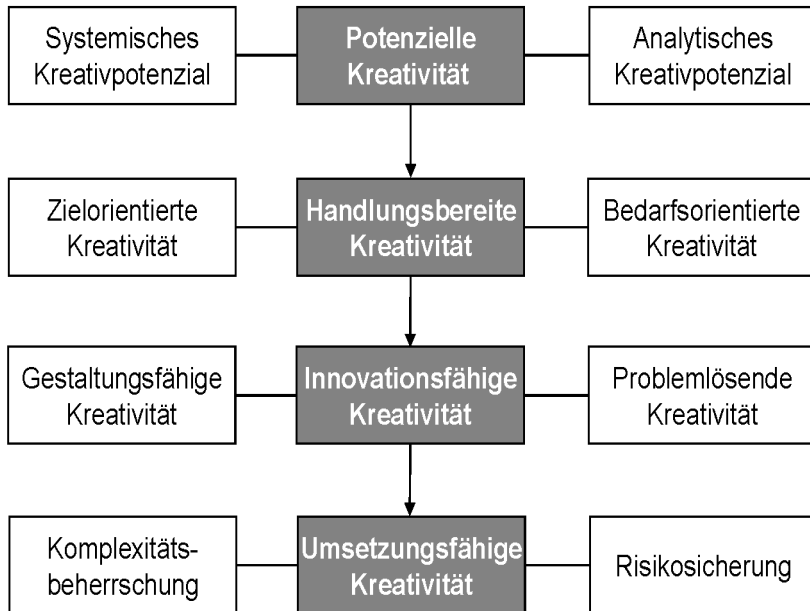 Systemisches
Kreativpotenzial
Potenzielle
Kreativität
Analytisches
Kreativpotenzial
Zielorientierte
Kreativität
Handlungsbereite
Kreativität
Bedarfsorientierte
Kreativität
Gestaltungsfähige
Kreativität
Innovationsfähige
Kreativität
Problemlösende
Kreativität
Komplexitäts-
beherrschung
Umsetzungsfähige
Kreativität
Risikosicherung